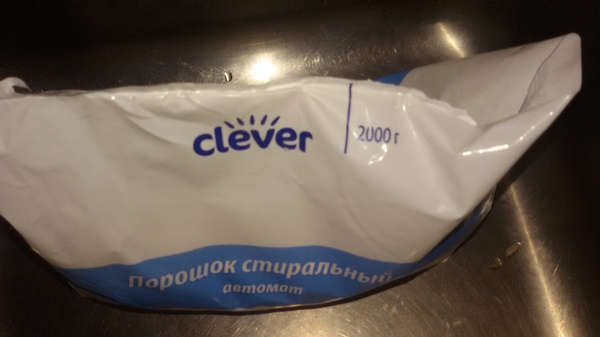 clever
2000 г
Порошок стиральный
автомат